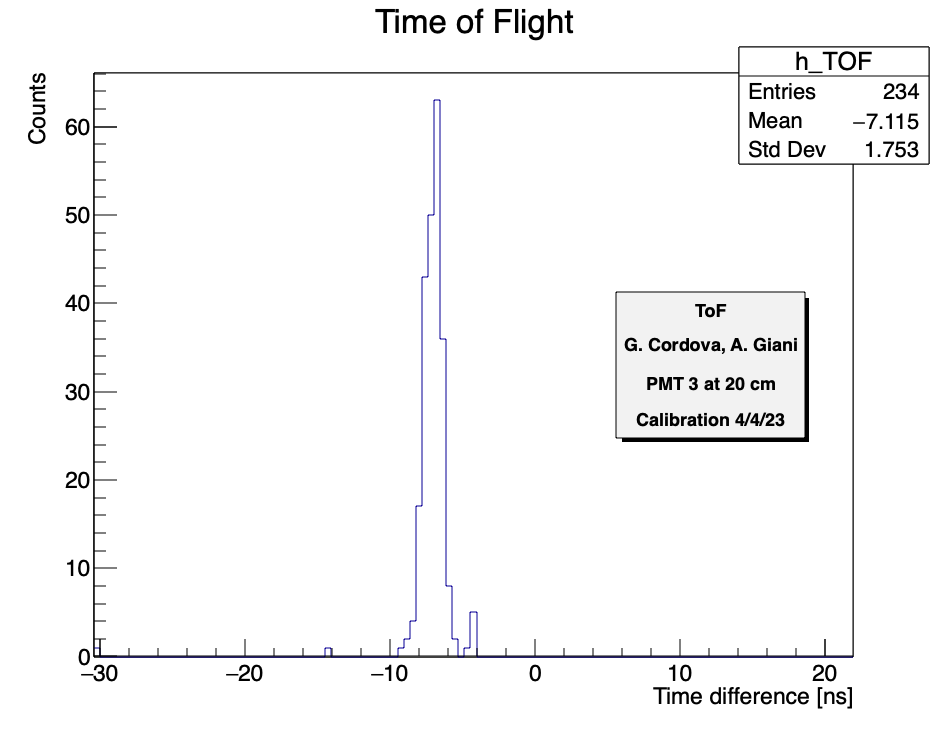 Time of Flight
h_TOF
Entries 234
Mean −7.115
Std Dev 1.753
Counts
60
50
40
30
20
10
0
ToF
G. Cordova, A. Giani
PMT 3 at 20 cm
Calibration 4/4/23
−30 −20 −10 0 10 20
Time difference [ns]